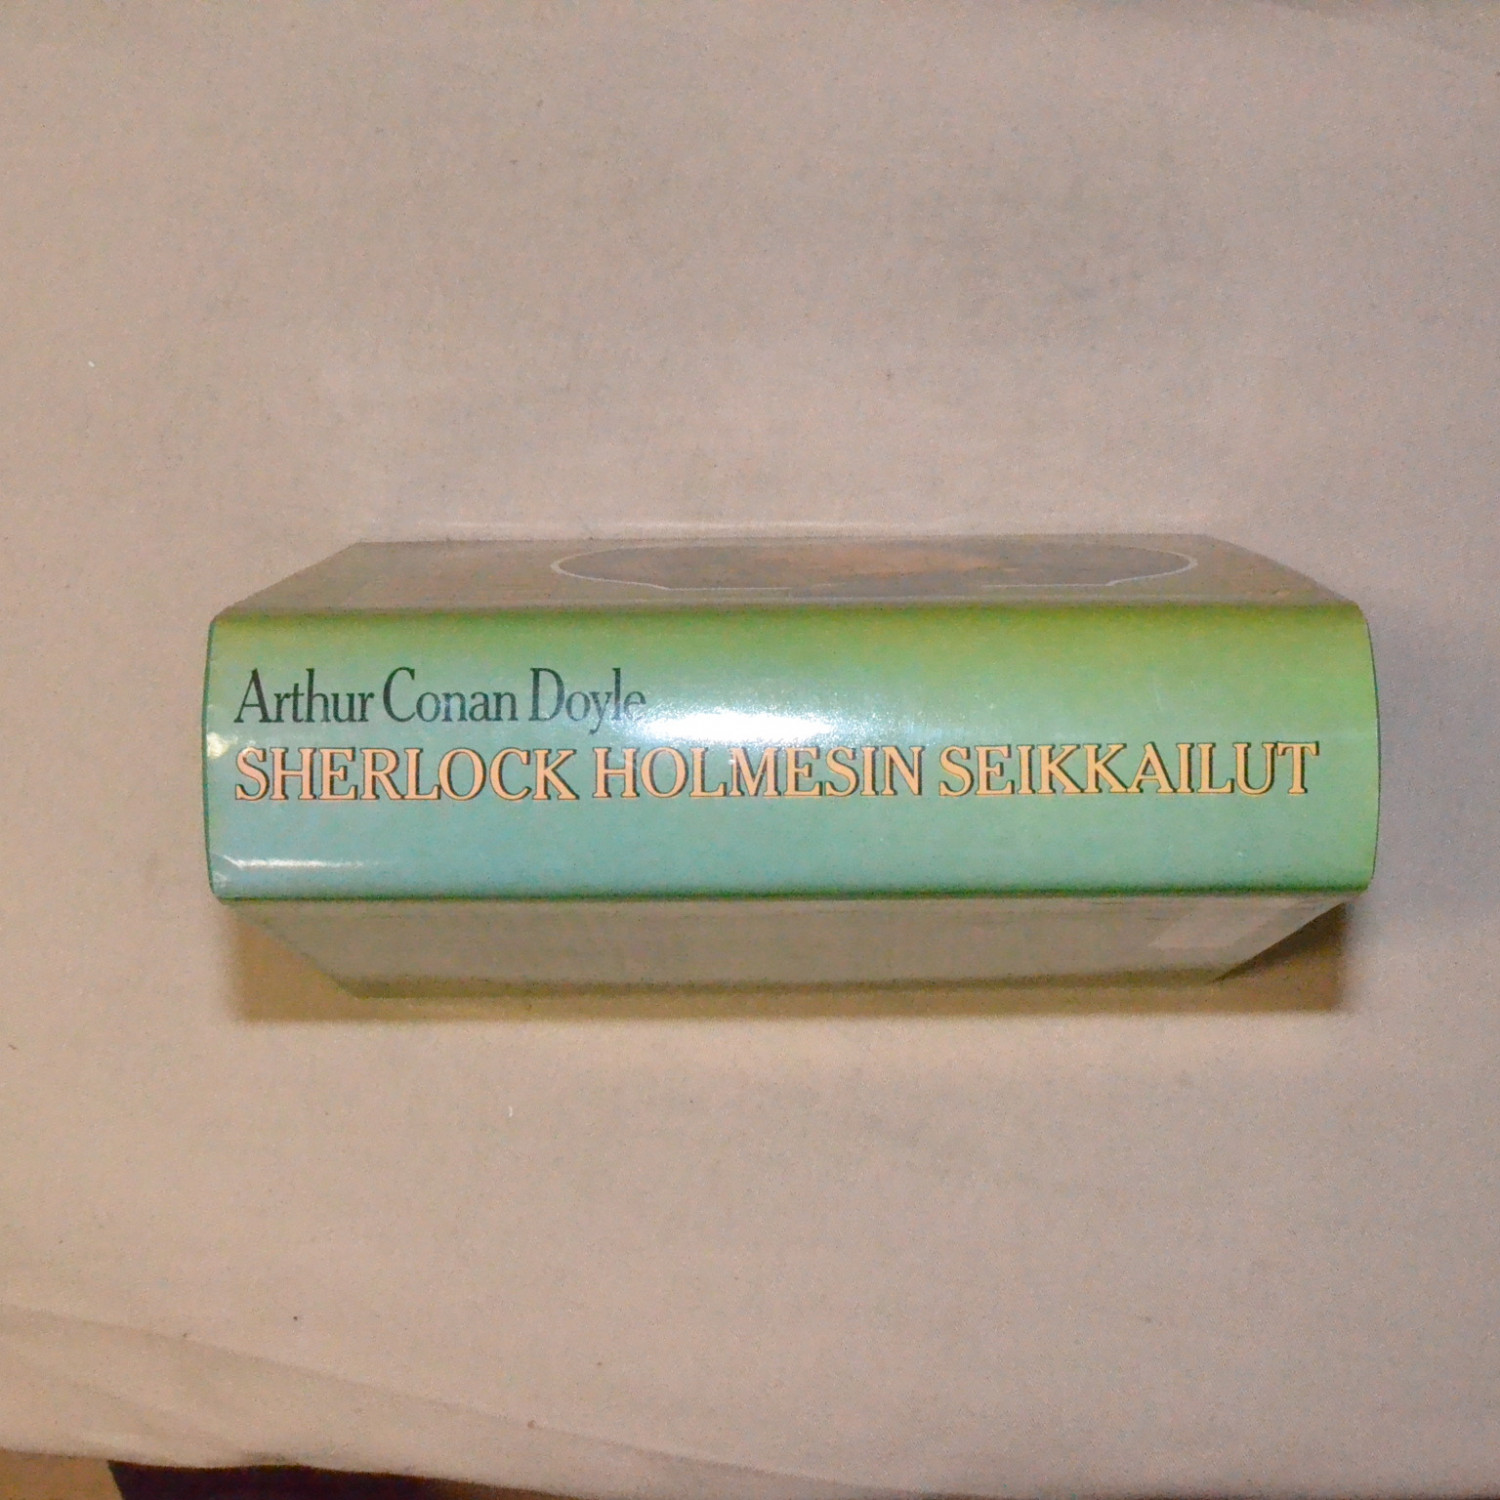 Arthur Conan Doyle
SHERLOCK HOLMESIN SEIKKAILUT